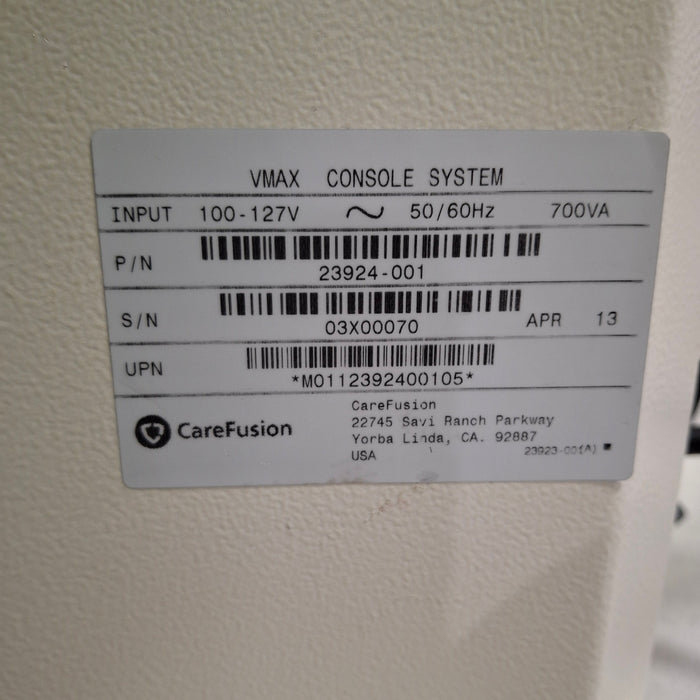 VMAX CONSOLE SYSTEM
INPUT 100-127V ~ 50/60Hz 700VA
P/N 23924-001
S/N 03X00070 APR 13
UPN *M0112392400105*
CareFusion
CareFusion
22745 Savi Ranch Parkway
Yorba Linda, CA. 92887
USA 23923-001(A)